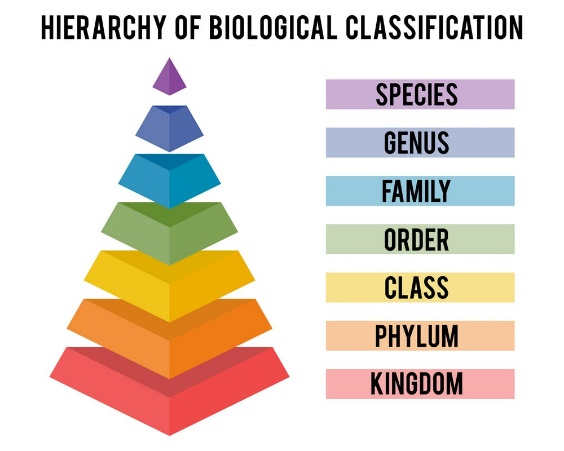 HIERARCHY OF BIOLOGICAL CLASSIFICATION
SPECIES
GENUS
FAMILY
ORDER
CLASS
PHYLUM
KINGDOM